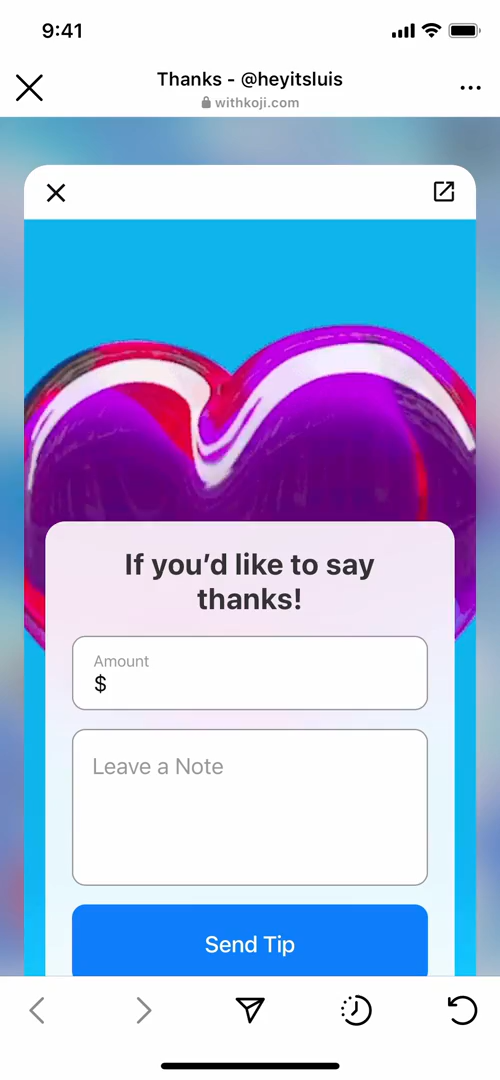 9:41
Thanks - @heyitsluis
withkoji.com
If you’d like to say
thanks!
Amount
$
Leave a Note
Send Tip